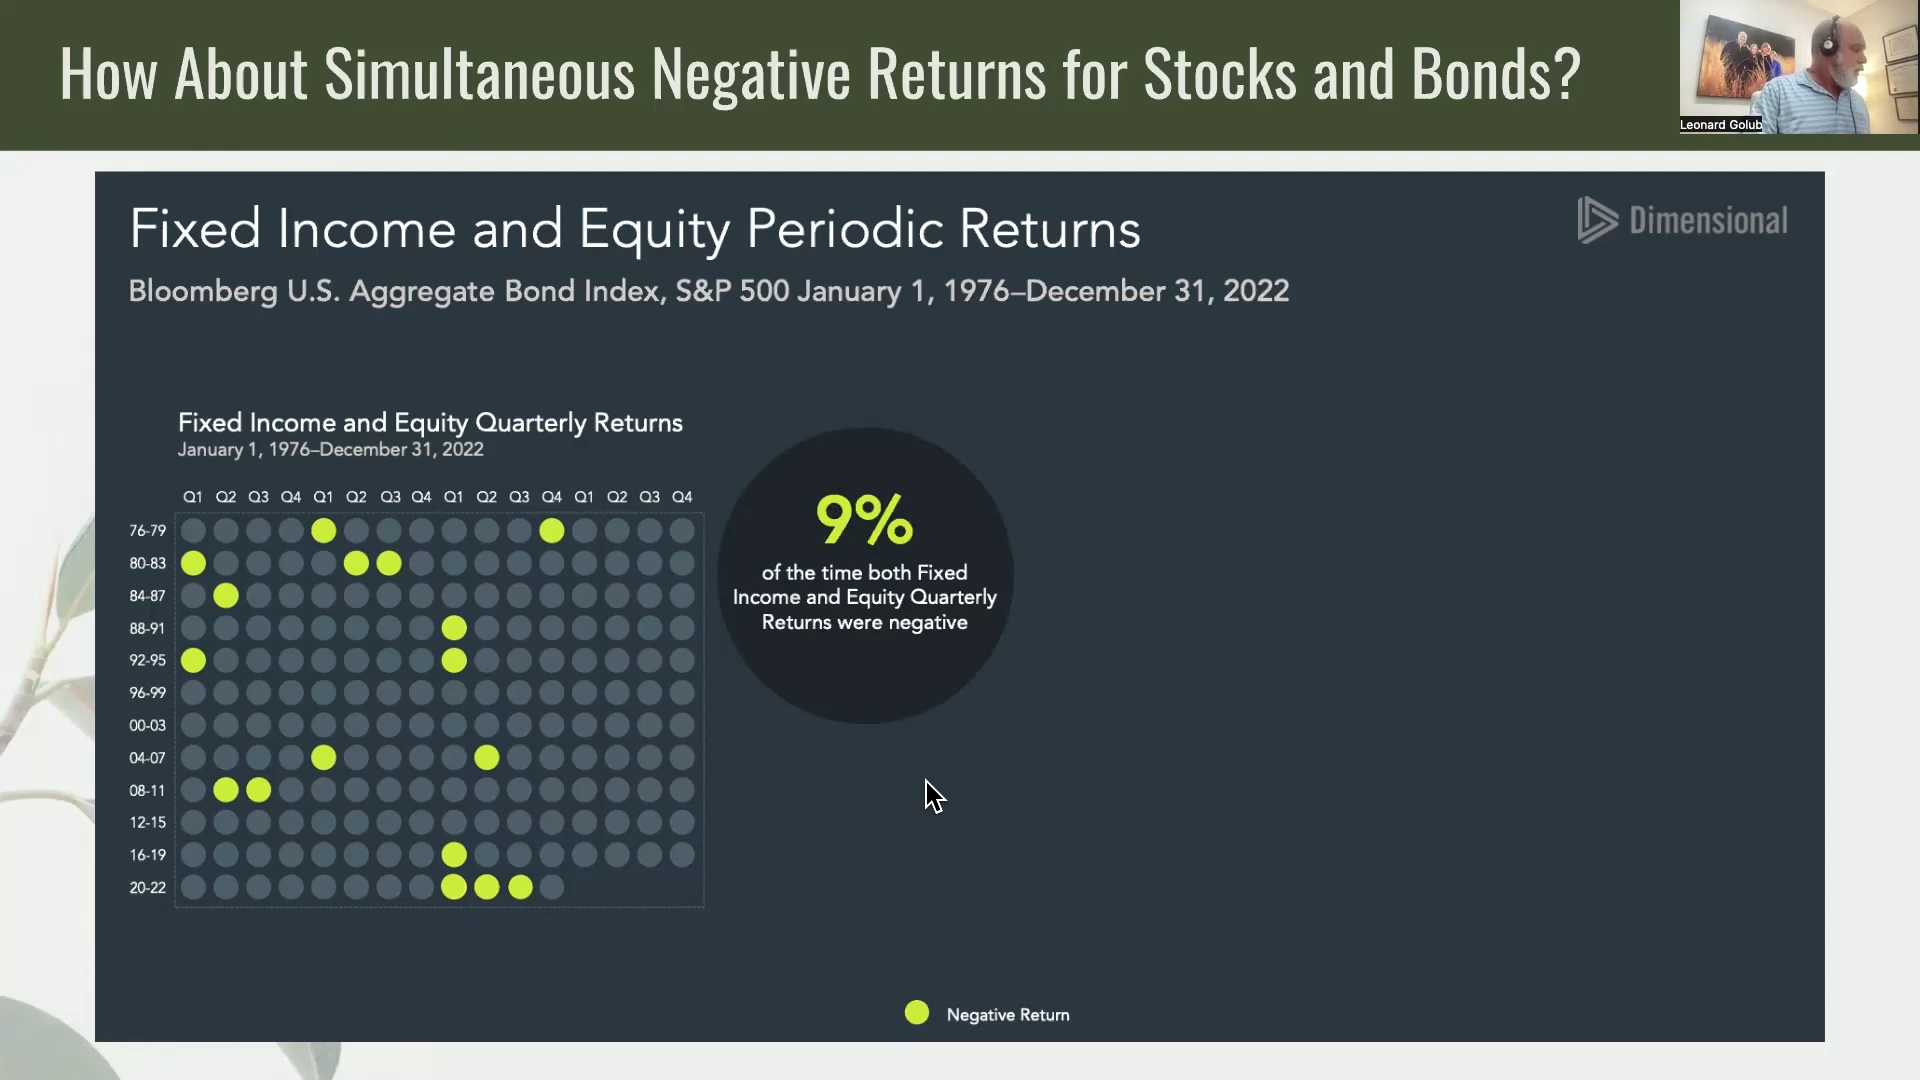 How About Simultaneous Negative Returns for Stocks and Bonds?
Leonard Golub
Fixed Income and Equity Periodic Returns
Dimensional
Bloomberg U.S. Aggregate Bond Index, S&P 500 January 1, 1976–December 31, 2022
Fixed Income and Equity Quarterly Returns
January 1, 1976–December 31, 2022
Q1 Q2 Q3 Q4 Q1 Q2 Q3 Q4 Q1 Q2 Q3 Q4 Q1 Q2 Q3 Q4
76-79
80-83
84-87
88-91
92-95
96-99
00-03
04-07
08-11
12-15
16-19
20-22
9%
of the time both Fixed
Income and Equity Quarterly
Returns were negative
Negative Return